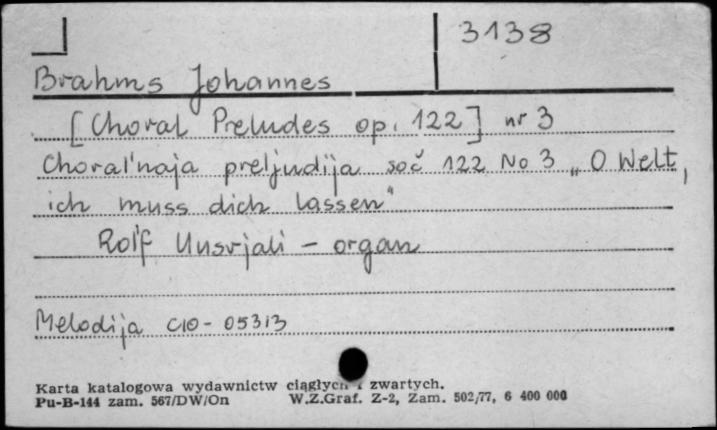 3138
Brahms Johannes
[Choral Preludes op. 122] nr 3
Choral'naja preljudija soč 122 No 3 „O Welt,
ich muss dich lassen"
Rol'f Uusvjali - organ
Melodija C10-05313
Karta katalogowa wydawnictw ciągłych i zwartych.
Pu-B-144 zam. 567/DW/On W.Z.Graf. Z-2, Zam. 502/77, 6 400 000